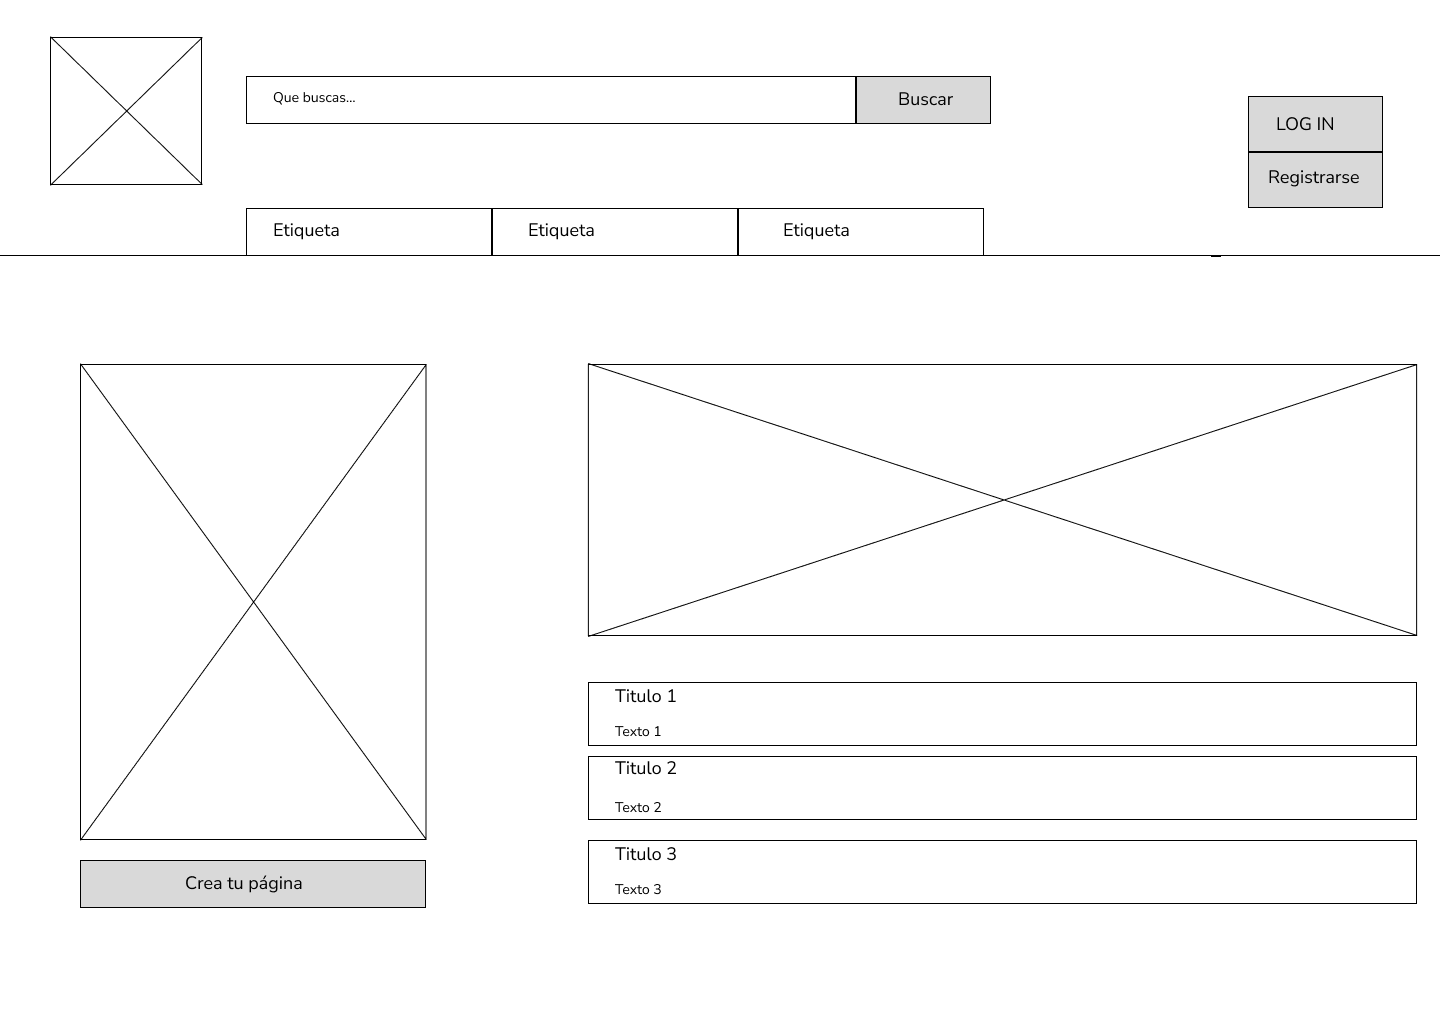 Que buscas...
Buscar
LOG IN
Registrarse
Etiqueta
Etiqueta
Etiqueta
Titulo 1
Texto 1
Titulo 2
Texto 2
Titulo 3
Texto 3
Crea tu página